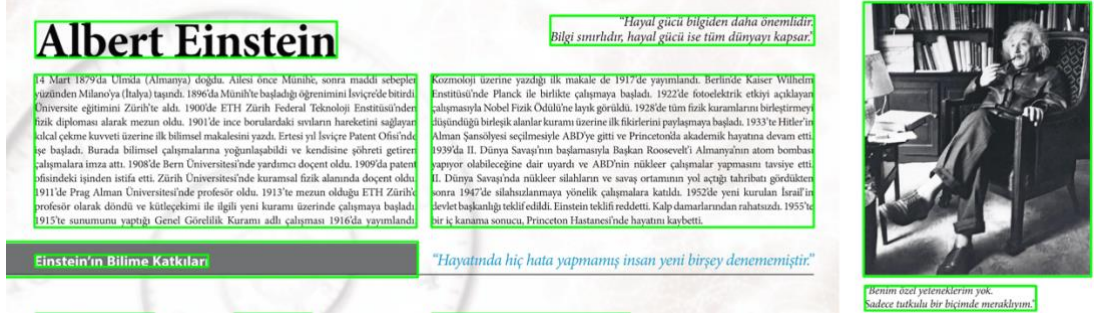 Albert Einstein
"Hayal gücü bilgiden daha önemlidir.
Bilgi sınırlıdır, hayal gücü ise tüm dünyayı kapsar."
14 Mart 1879'da Ulmda (Almanya) doğdu. Ailesi önce Münihe, sonra maddi sebepler
yüzünden Milano'ya (İtalya) taşındı. 1896'da Münih'te başladığı öğrenimini İsviçre'de bitirdi.
Üniversite eğitimini Zürih'te aldı. 1900'de ETH Zürih Federal Teknoloji Enstitüsü'nden
fizik diploması alarak mezun oldu. 1901'de ince borulardaki sıvıların hareketini sağlayan
kılcal çekme kuvveti üzerine ilk bilimsel makalesini yazdı. Ertesi yıl İsviçre Patent Ofisi'nde
işe başladı. Burada bilimsel çalışmalarına yoğunlaşabildi ve kendisine şöhreti getiren
çalışmalara imza attı. 1908'de Bern Üniversitesi'nde yardımcı doçent oldu. 1909'da patent
ofisindeki işinden istifa etti. Zürih Üniversitesi'nde kuramsal fizik alanında doçent oldu.
1911'de Prag Alman Üniversitesi'nde profesör oldu. 1913'te mezun olduğu ETH Zürih'e
profesör olarak döndü ve kütleçekimi ile ilgili yeni kuramı üzerinde çalışmaya başladı.
1915'te sunumunu yaptığı Genel Görelilik Kuramı adlı çalışması 1916'da yayımlandı.
Kozmoloji üzerine yazdığı ilk makale de 1917'de yayımlandı. Berlin'de Kaiser Wilhelm
Enstitüsü'nde Planck ile birlikte çalışmaya başladı. 1922'de fotoelektrik etkiyi açıklayan
çalışmasıyla Nobel Fizik Ödülü'ne layık görüldü. 1928'de tüm fizik kuramlarını birleştirmeyi
düşündüğü birleşik alanlar kuramı üzerine ilk fikirlerini paylaşmaya başladı. 1933'te Hitler'in
Alman Şansölyesi seçilmesiyle ABD'ye gitti ve Princeton'da akademik hayatına devam etti.
1939'da II. Dünya Savaşı'nın başlamasıyla Başkan Roosevelt'i Almanya'nın atom bombası
yapıyor olabileceğine dair uyardı ve ABD'nin nükleer çalışmalar yapmasını tavsiye etti.
II. Dünya Savaşı'nda nükleer silahların ve savaş ortamının yol açtığı tahribatı gördükten
sonra 1947'de silahsızlanmaya yönelik çalışmalara katıldı. 1952'de yeni kurulan İsrail'in
devlet başkanlığı teklif edildi. Einstein teklifi reddetti. Kalp damarlarından rahatsızdı. 1955'te
bir iç kanama sonucu, Princeton Hastanesi'nde hayatını kaybetti.
Einstein'ın Bilime Katkıları
"Hayatında hiç hata yapmamış insan yeni birşey denememiştir."
"Benim özel yeteneklerim yok.
Sadece tutkulu bir biçimde meraklıyım."